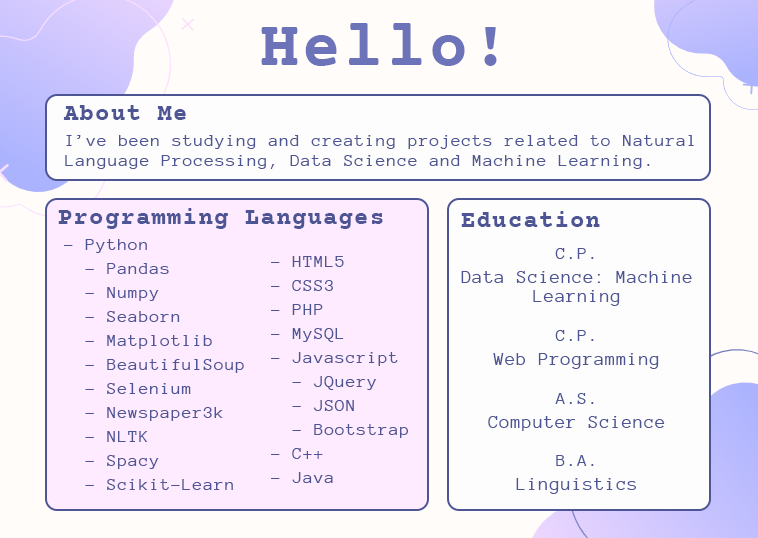 Hello!
About Me
I’ve been studying and creating projects related to Natural
Language Processing, Data Science and Machine Learning.
Programming Languages
– Python
– Pandas
– Numpy
– Seaborn
– Matplotlib
– BeautifulSoup
– Selenium
– Newspaper3k
– NLTK
– Spacy
– Scikit-Learn
– HTML5
– CSS3
– PHP
– MySQL
– Javascript
– JQuery
– JSON
– Bootstrap
– C++
– Java
Education
C.P.
Data Science: Machine
Learning
C.P.
Web Programming
A.S.
Computer Science
B.A.
Linguistics